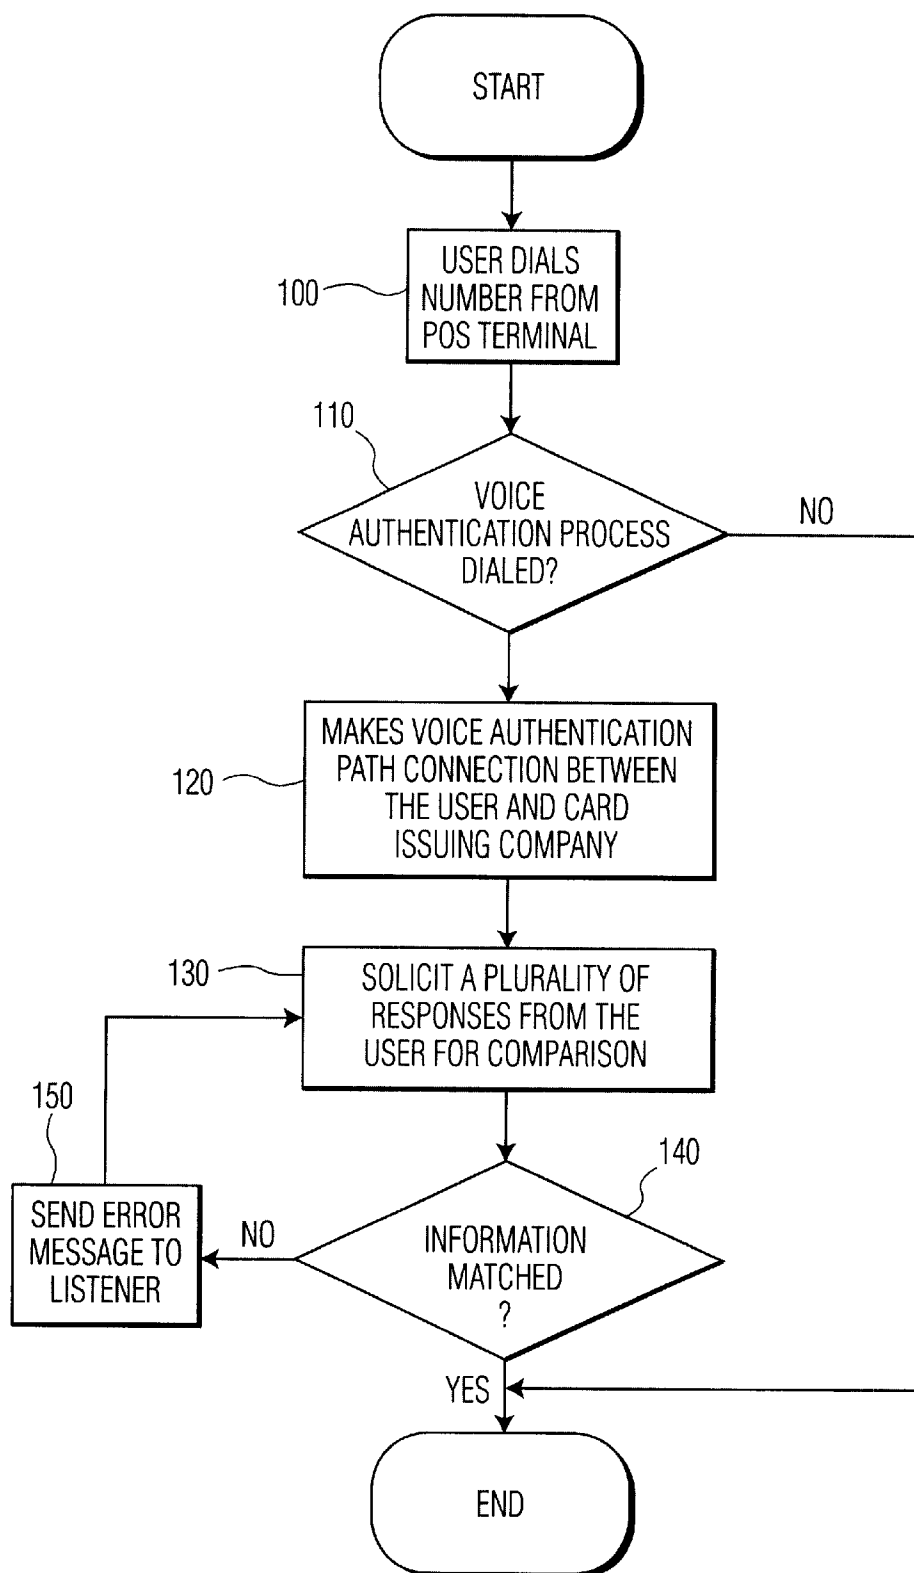 START
USER DIALS
NUMBER FROM
POS TERMINAL
100
110
VOICE
AUTHENTICATION PROCESS
DIALED?
NO
MAKES VOICE AUTHENTICATION
PATH CONNECTION BETWEEN
THE USER AND CARD
ISSUING COMPANY
120
130
SOLICIT A PLURALITY OF
RESPONSES FROM THE
USER FOR COMPARISON
150
140
SEND ERROR
MESSAGE TO
LISTENER
NO
INFORMATION
MATCHED
?
YES
END